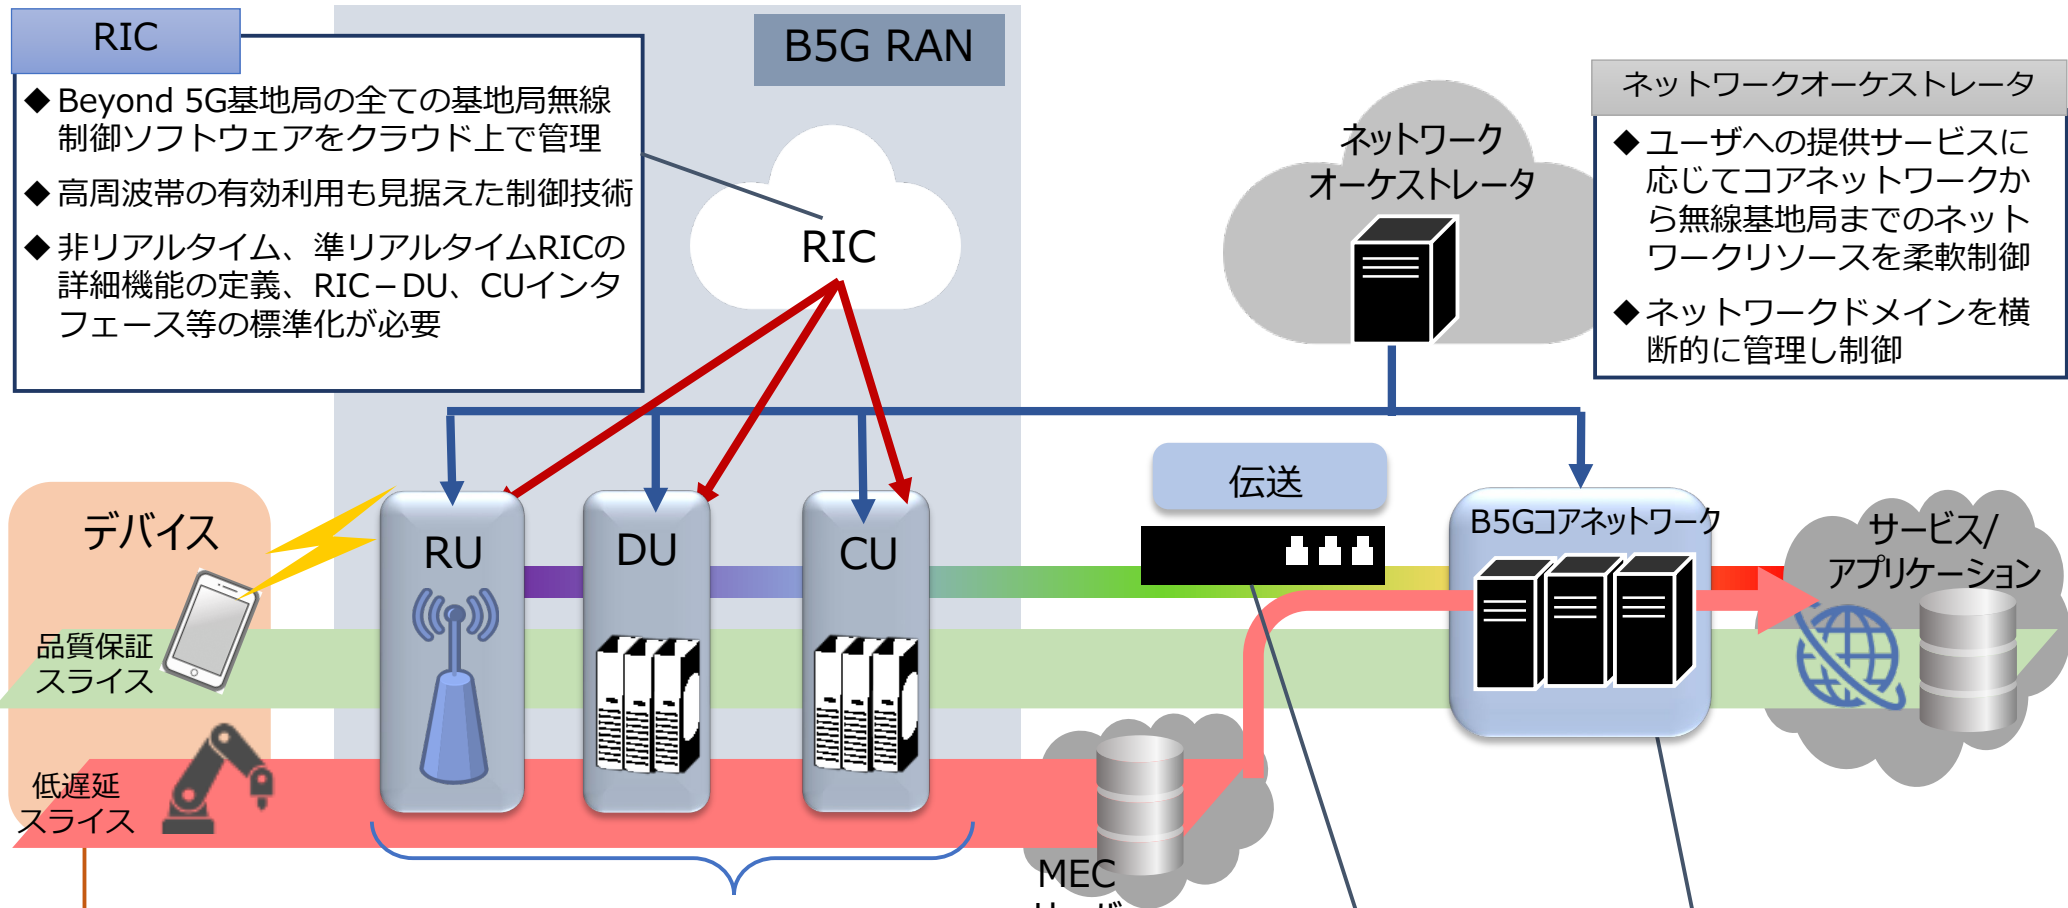 RIC
◆Beyond 5G基地局の全ての基地局無線
制御ソフトウェアをクラウド上で管理
◆高周波帯の有効利用も見据えた制御技術
◆非リアルタイム、準リアルタイムRICの
詳細機能の定義、RIC－DU、CUインタ
フェース等の標準化が必要
B5G RAN
RIC
ネットワーク
オーケストレータ
ネットワークオーケストレータ
◆ユーザへの提供サービスに
応じてコアネットワークか
ら無線基地局までのネット
ワークリソースを柔軟制御
◆ネットワークドメインを横
断的に管理し制御
伝送
デバイス
RU
DU
CU
B5Gコアネットワーク
サービス/
アプリケーション
品質保証
スライス
低遅延
スライス
MEC